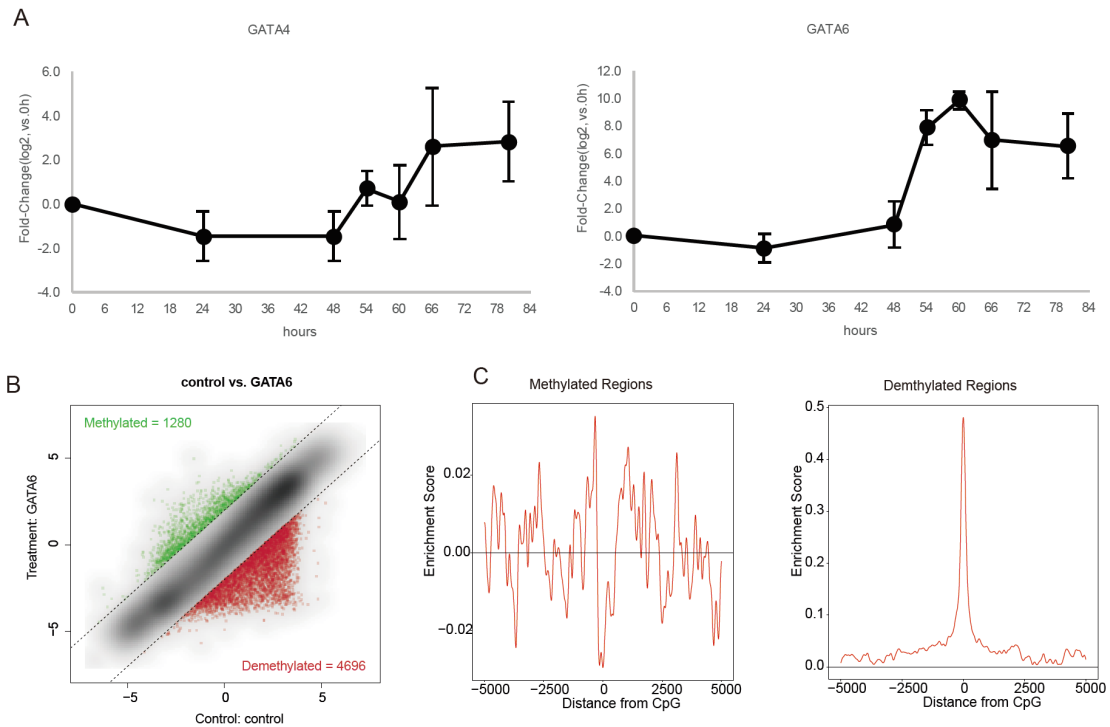 A
GATA4
GATA6
Fold-Change(log2, vs.0h)
6.0
4.0
2.0
0.0
-2.0
-4.0
0 6 12 18 24 30 36 42 48 54 60 66 72 78 84
hours
Fold-Change(log2, vs.0h)
12.0
10.0
8.0
6.0
4.0
2.0
0.0
-2.0
-4.0
0 6 12 18 24 30 36 42 48 54 60 66 72 78 84
hours
B
control vs. GATA6
Methylated = 1280
Demethylated = 4696
Treatment: GATA6
5
0
−5
−5 0 5
Control: control
C
Methylated Regions
Enrichment Score
0.02
0.00
−0.02
−5000 −2500 0 2500 5000
Distance from CpG
Demthylated Regions
Enrichment Score
0.5
0.4
0.3
0.2
0.1
0.0
−5000 −2500 0 2500 5000
Distance from CpG